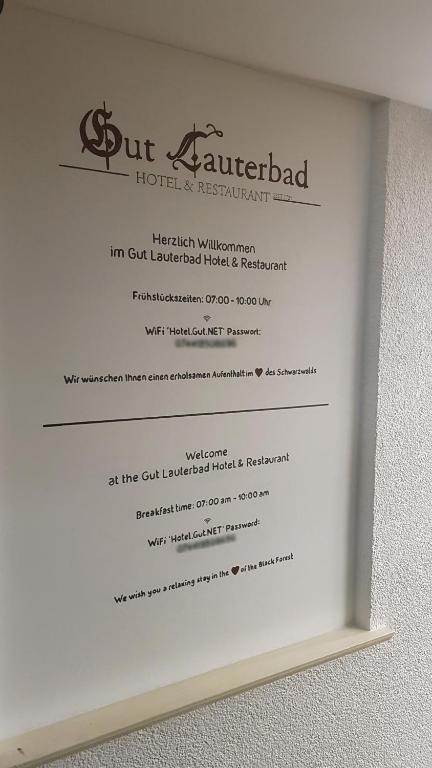 Gut Lauterbad
HOTEL & RESTAURANT
Herzlich Willkommen
im Gut Lauterbad Hotel & Restaurant
Frühstückszeiten: 07:00 - 10:00 Uhr
WiFi 'Hotel.Gut.NET' Passwort:
Wir wünschen Ihnen einen erholsamen Aufenthalt im ♥ des Schwarzwalds
Welcome
at the Gut Lauterbad Hotel & Restaurant
Breakfast time: 07:00 am - 10:00 am
WiFi 'Hotel.Gut.NET' Password:
We wish you a relaxing stay in the ♥ of the Black Forest